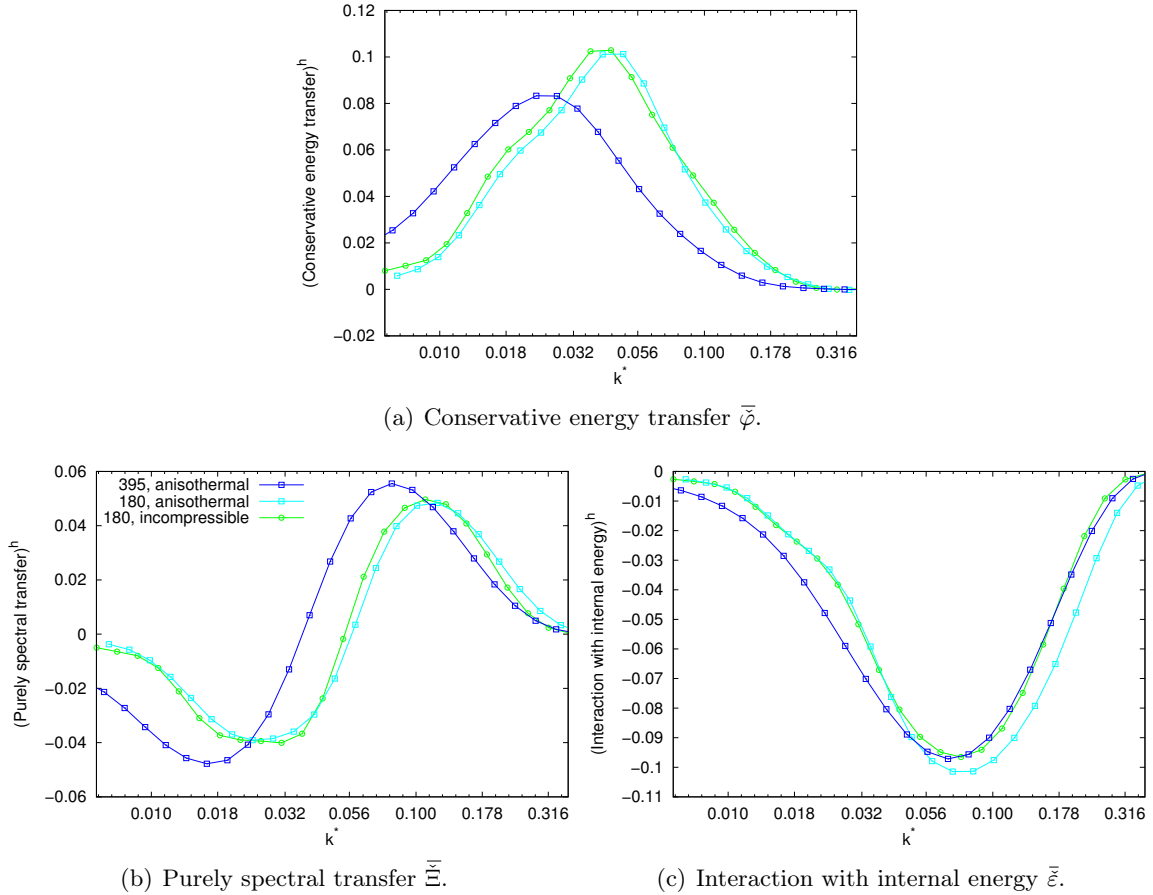 0.12
0.1
0.08
0.06
0.04
0.02
0
−0.02
(Conservative energy transfer)^h
0.010 0.018 0.032 0.056 0.100 0.178 0.316
k*
(a) Conservative energy transfer φ̌̅.
0.06
0.04
0.02
0
−0.02
−0.04
−0.06
(Purely spectral transfer)^h
395, anisothermal
180, anisothermal
180, incompressible
0.010 0.018 0.032 0.056 0.100 0.178 0.316
k*
(b) Purely spectral transfer Ξ̌̅.
0
−0.01
−0.02
−0.03
−0.04
−0.05
−0.06
−0.07
−0.08
−0.09
−0.1
−0.11
(Interaction with internal energy)^h
0.010 0.018 0.032 0.056 0.100 0.178 0.316
k*
(c) Interaction with internal energy ε̌̅.